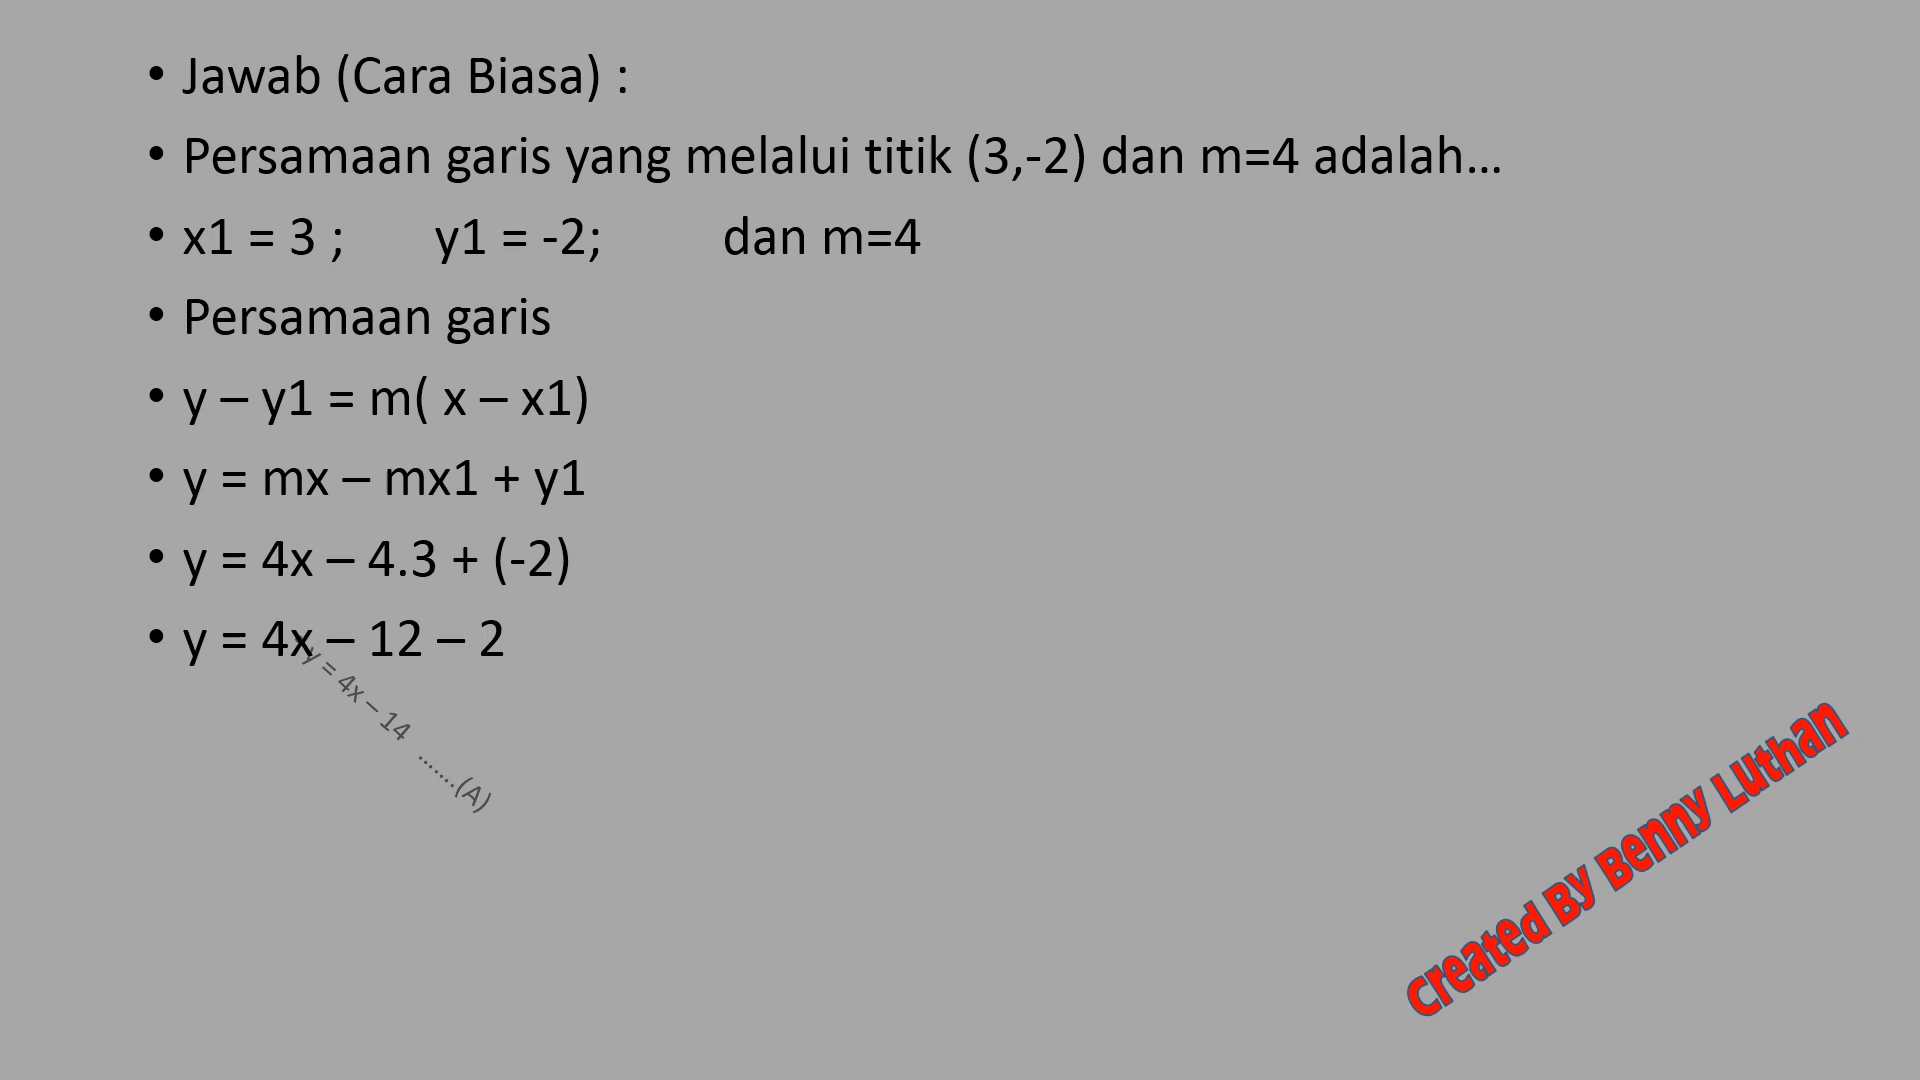 • Jawab (Cara Biasa) :
• Persamaan garis yang melalui titik (3,-2) dan m=4 adalah...
• x1 = 3 ; y1 = -2; dan m=4
• Persamaan garis
• y – y1 = m( x – x1)
• y = mx – mx1 + y1
• y = 4x – 4.3 + (-2)
• y = 4x – 12 – 2
y = 4x – 14 .......(A)
Created By Benny Luthan